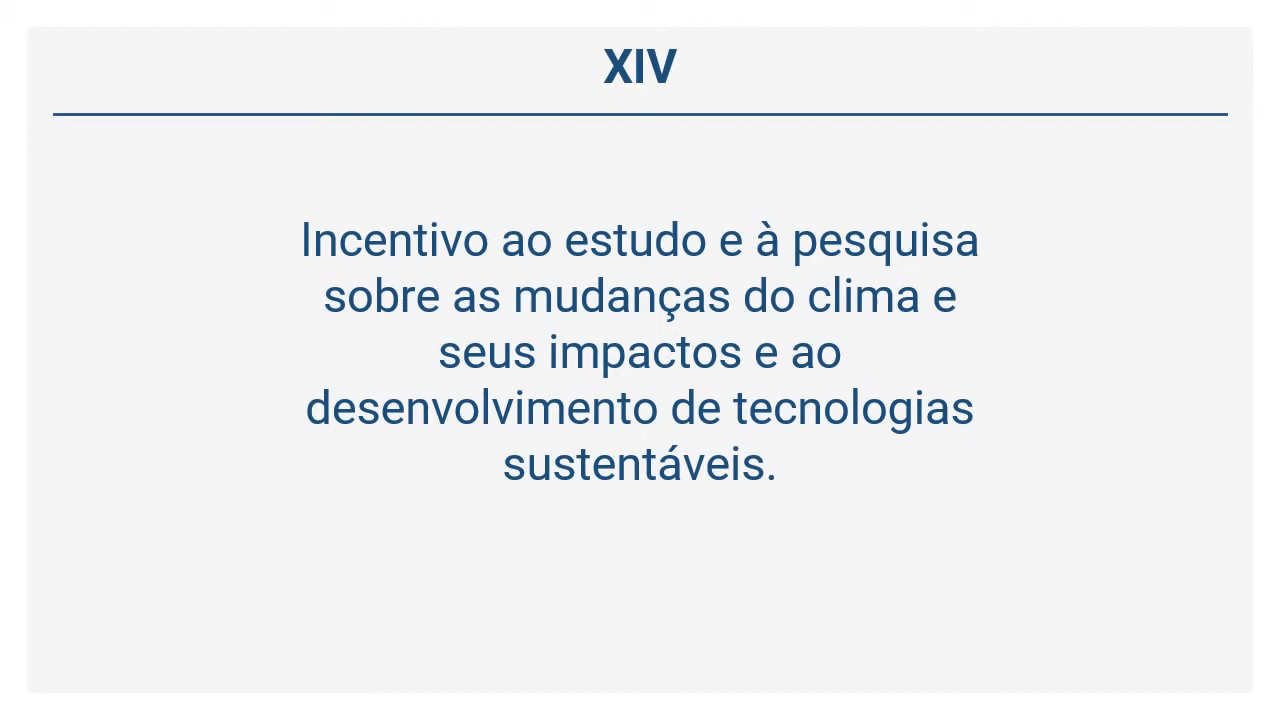 XIV
Incentivo ao estudo e à pesquisa
sobre as mudanças do clima e
seus impactos e ao
desenvolvimento de tecnologias
sustentáveis.